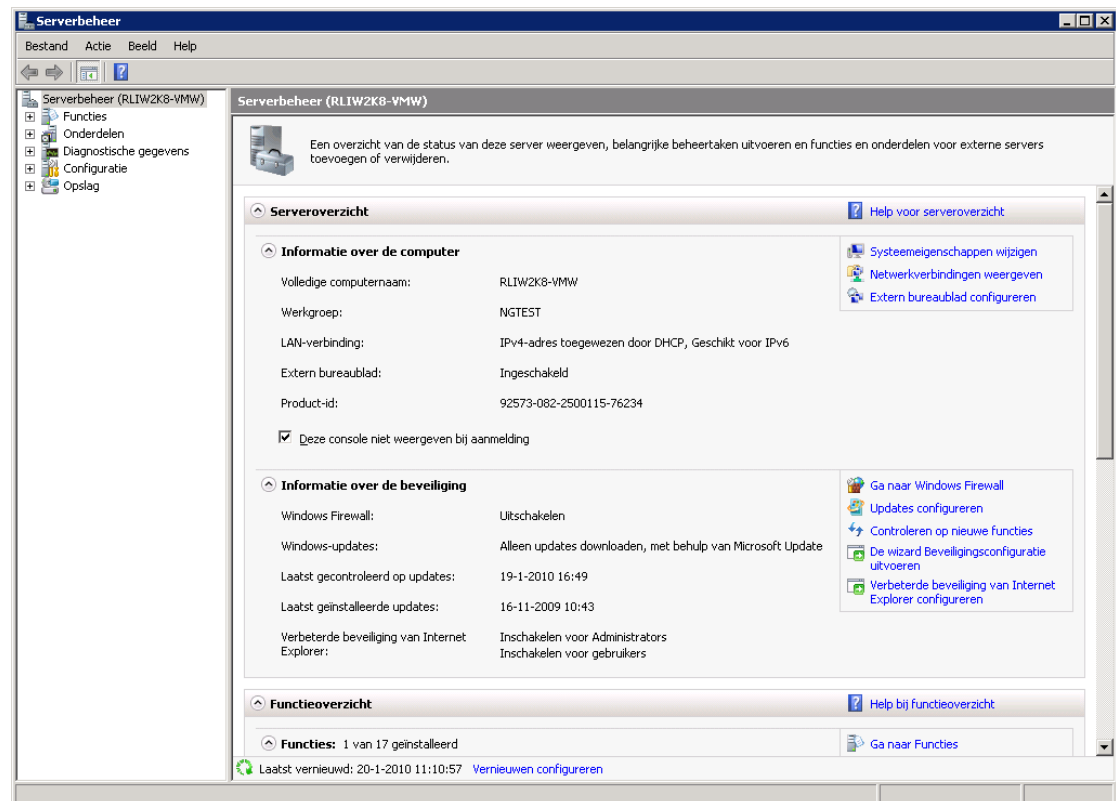 Serverbeheer
Bestand Actie Beeld Help
Serverbeheer (RLIW2K8-VMW)
Functies
Onderdelen
Diagnostische gegevens
Configuratie
Opslag
Serverbeheer (RLIW2K8-VMW)
Een overzicht van de status van deze server weergeven, belangrijke beheertaken uitvoeren en functies en onderdelen voor externe servers
toevoegen of verwijderen.
Serveroverzicht
Help voor serveroverzicht
Informatie over de computer
Volledige computernaam: RLIW2K8-VMW
Werkgroep: NGTEST
LAN-verbinding: IPv4-adres toegewezen door DHCP, Geschikt voor IPv6
Extern bureaublad: Ingeschakeld
Product-id: 92573-082-2500115-76234
Deze console niet weergeven bij aanmelding
Systeemeigenschappen wijzigen
Netwerkverbindingen weergeven
Extern bureaublad configureren
Informatie over de beveiliging
Windows Firewall: Uitschakelen
Windows-updates: Alleen updates downloaden, met behulp van Microsoft Update
Laatst gecontroleerd op updates: 19-1-2010 16:49
Laatst geïnstalleerde updates: 16-11-2009 10:43
Verbeterde beveiliging van Internet Inschakelen voor Administrators
Explorer: Inschakelen voor gebruikers
Ga naar Windows Firewall
Updates configureren
Controleren op nieuwe functies
De wizard Beveiligingsconfiguratie
uitvoeren
Verbeterde beveiliging van Internet
Explorer configureren
Functieoverzicht
Help bij functieoverzicht
Functies: 1 van 17 geïnstalleerd
Ga naar Functies
Laatst vernieuwd: 20-1-2010 11:10:57 Vernieuwen configureren